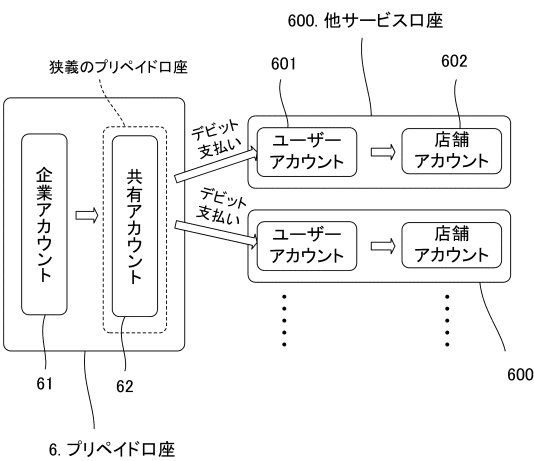 600. 他サービス口座
601
602
狭義のプリペイド口座
デビット
支払い
ユーザー
アカウント
店舗
アカウント
企業アカウント
共有アカウント
デビット
支払い
ユーザー
アカウント
店舗
アカウント
61
62
600
6. プリペイド口座